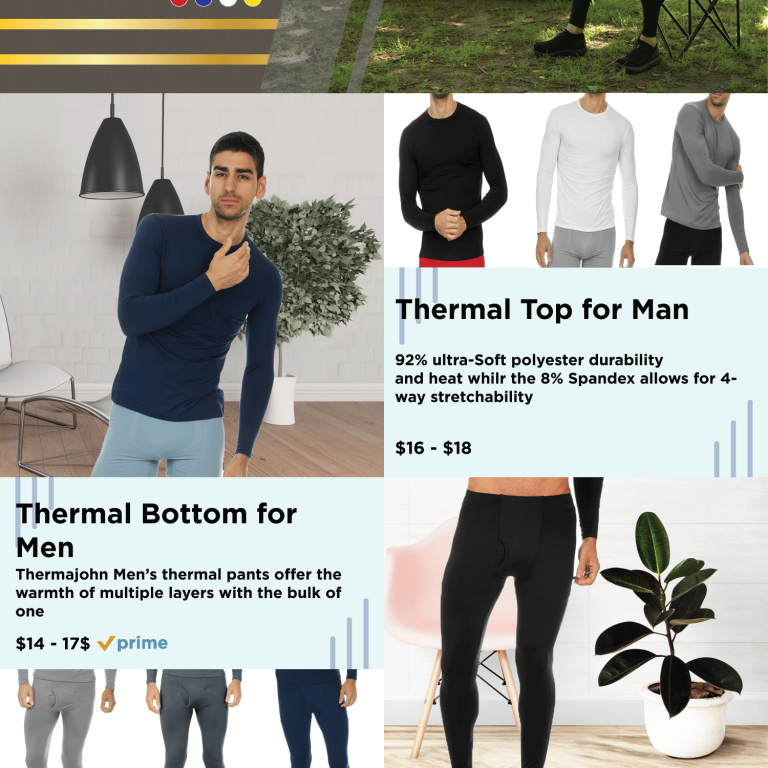 Thermal Top for Man
92% ultra-Soft polyester durability
and heat whilr the 8% Spandex allows for 4-
way stretchability
$16 - $18
Thermal Bottom for
Men
Thermajohn Men’s thermal pants offer the
warmth of multiple layers with the bulk of
one
$14 - 17$ prime